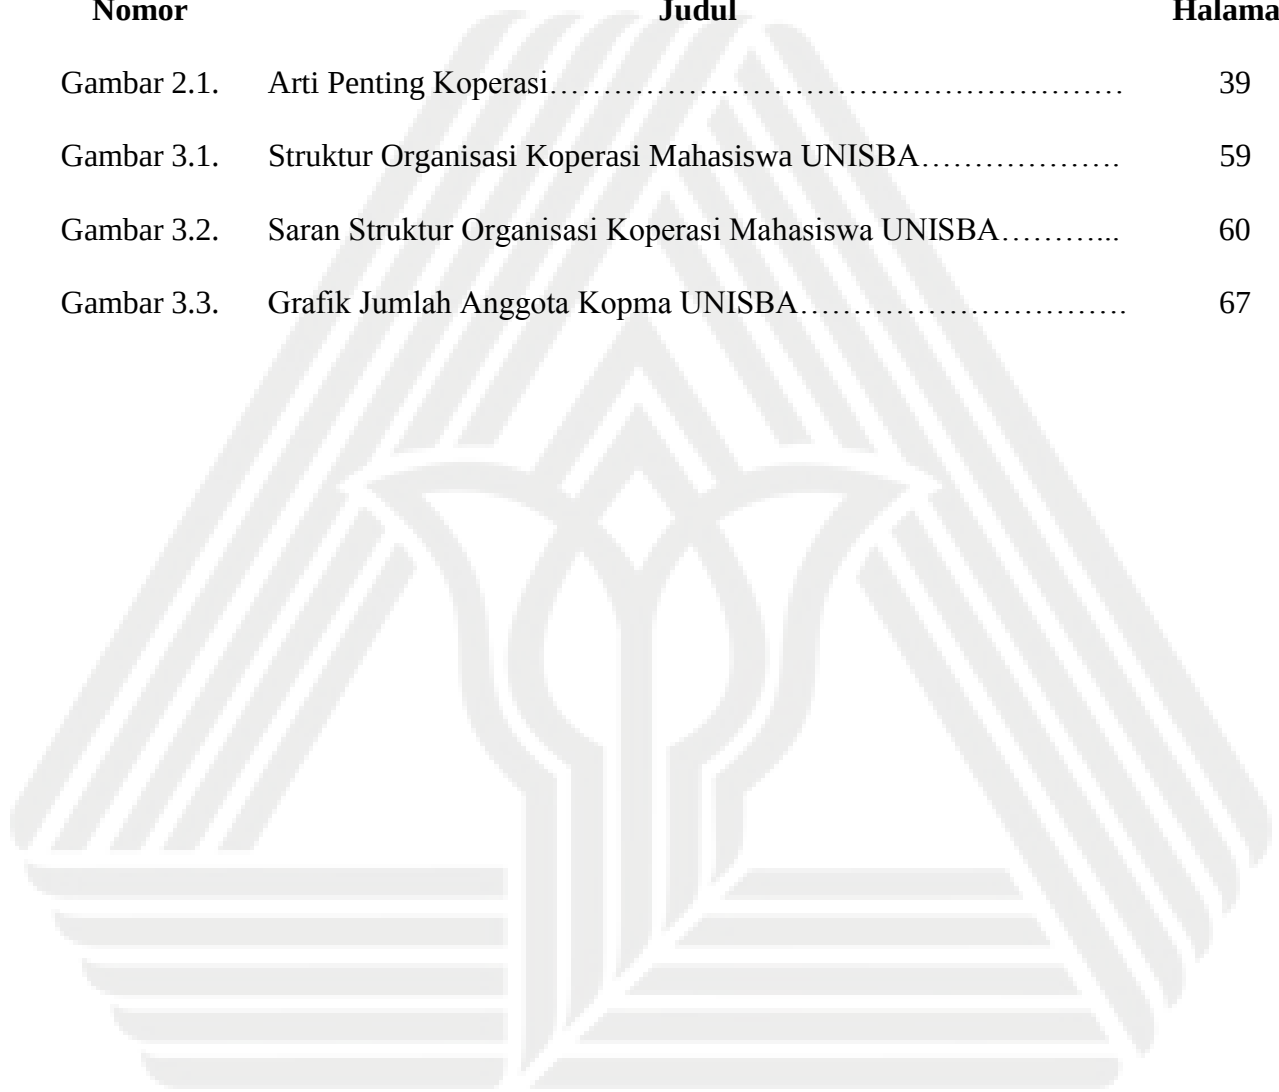 Nomor Judul Halama
Gambar 2.1. Arti Penting Koperasi……………………………………………… 39
Gambar 3.1. Struktur Organisasi Koperasi Mahasiswa UNISBA………………. 59
Gambar 3.2. Saran Struktur Organisasi Koperasi Mahasiswa UNISBA………... 60
Gambar 3.3. Grafik Jumlah Anggota Kopma UNISBA…………………………. 67